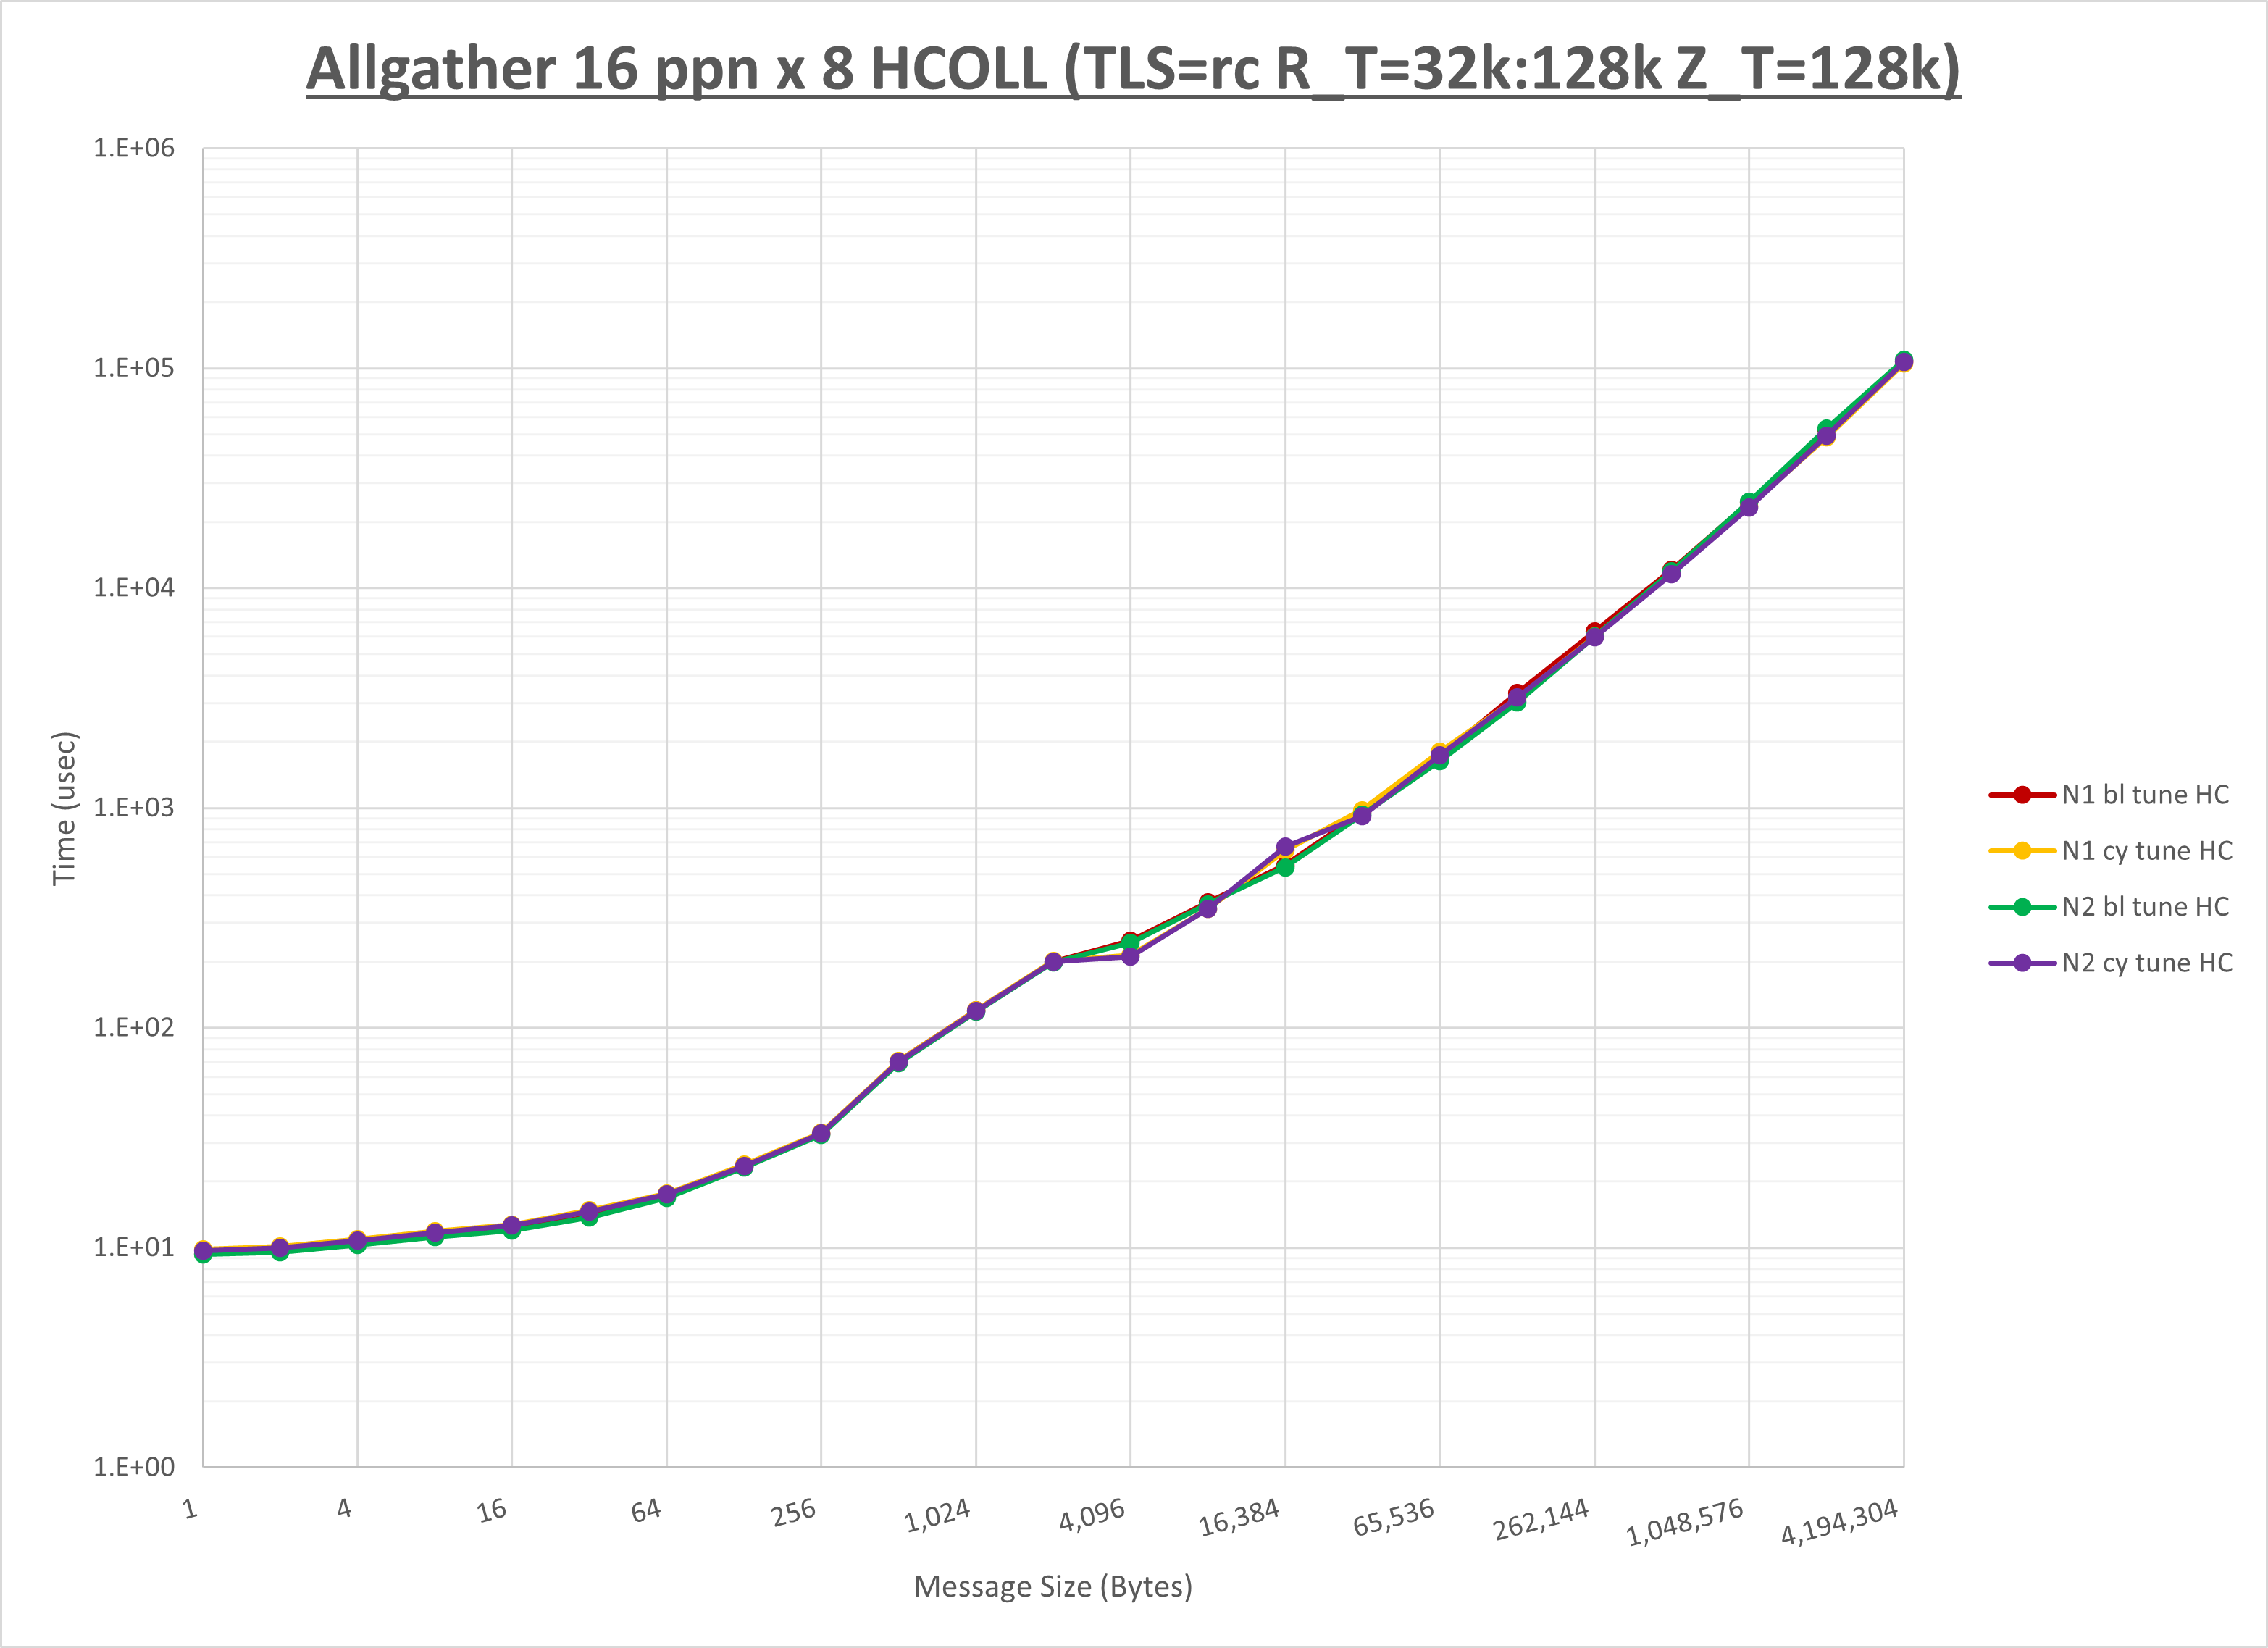 Allgather 16 ppn x 8 HCOLL (TLS=rc R_T=32k:128k Z_T=128k)
1.E+06
1.E+05
1.E+04
1.E+03
1.E+02
1.E+01
1.E+00
Time (usec)
1 4 16 64 256 1,024 4,096 16,384 65,536 262,144 1,048,576 4,194,304
Message Size (Bytes)
N1 bl tune HC
N1 cy tune HC
N2 bl tune HC
N2 cy tune HC